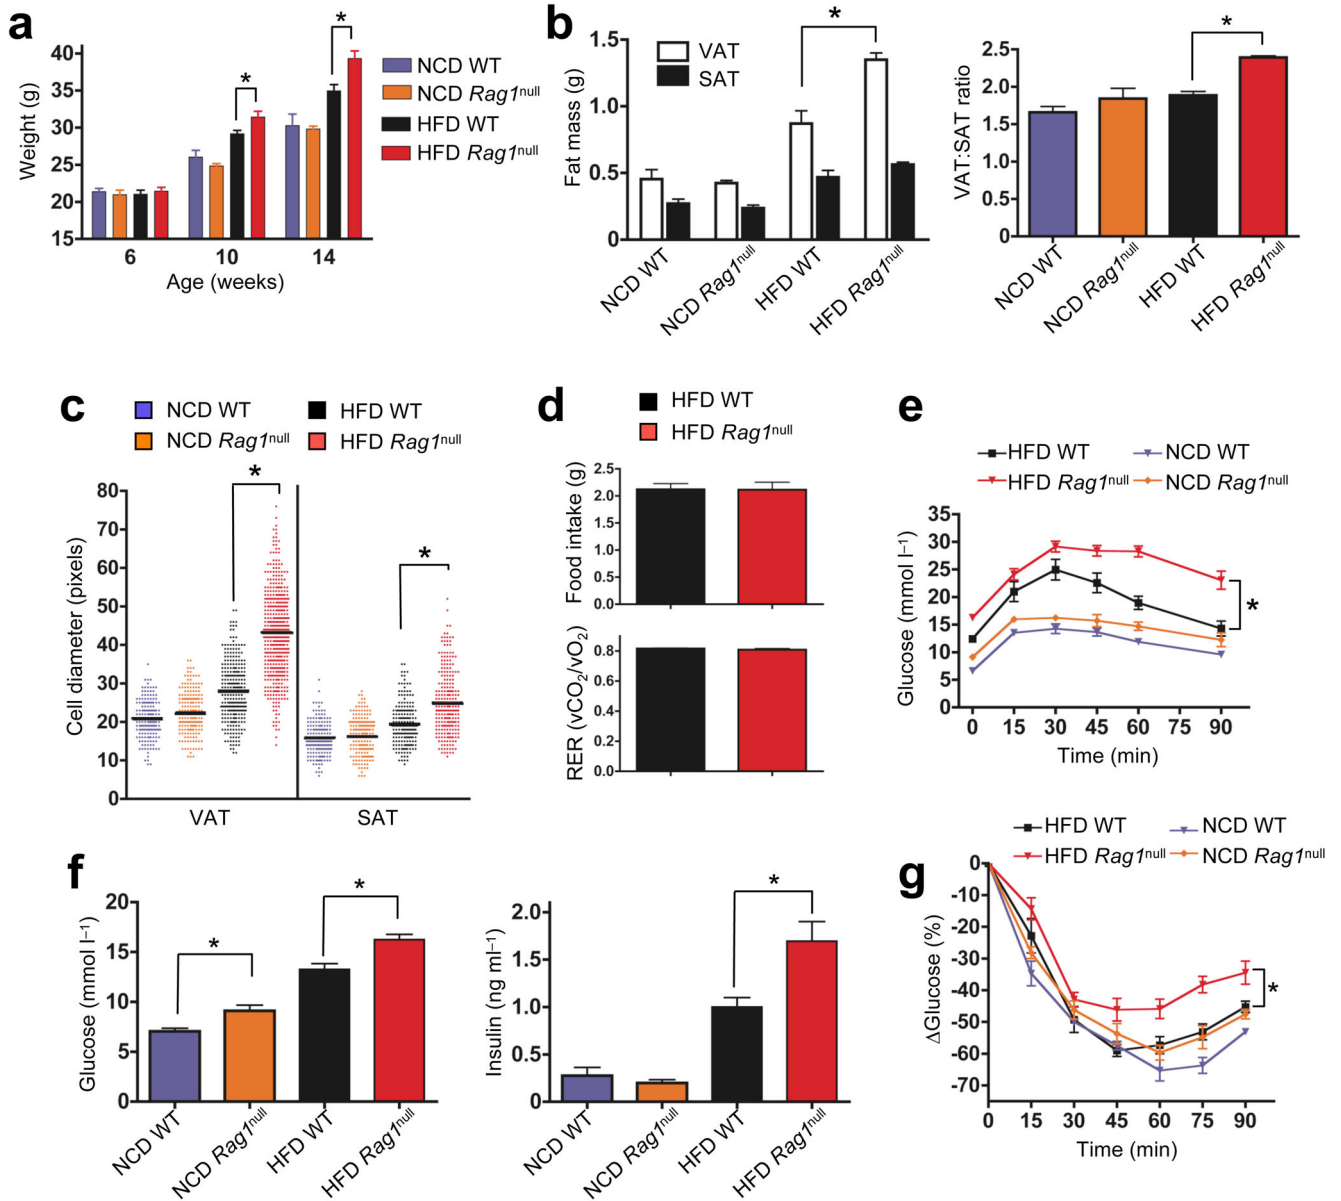 a
Weight (g)
40
35
30
25
20
15
6 10 14
Age (weeks)
* *
NCD WT
NCD Rag1null
HFD WT
HFD Rag1null
b
Fat mass (g)
1.5
1.0
0.5
0
VAT
SAT
*
NCD WT
NCD Rag1null
HFD WT
HFD Rag1null
VAT:SAT ratio
2.5
2.0
1.5
1.0
0.5
0
*
NCD WT
NCD Rag1null
HFD WT
HFD Rag1null
c
NCD WT
HFD WT
NCD Rag1null
HFD Rag1null
Cell diameter (pixels)
80
70
60
50
40
30
20
10
0
* *
VAT SAT
d
HFD WT
HFD Rag1null
Food intake (g)
2.5
2.0
1.5
1.0
0.5
0.0
RER (vCO2/vO2)
0.8
0.6
0.4
0.2
0.0
e
HFD WT
NCD WT
HFD Rag1null
NCD Rag1null
Glucose (mmol l–1)
35
30
25
20
15
10
5
0
*
0 15 30 45 60 75 90
Time (min)
f
Glucose (mmol l–1)
20
15
10
5
0
* *
NCD WT
NCD Rag1null
HFD WT
HFD Rag1null
Insulin (ng ml–1)
2.0
1.5
1.0
0.5
0
*
NCD WT
NCD Rag1null
HFD WT
HFD Rag1null
g
HFD WT
NCD WT
HFD Rag1null
NCD Rag1null
ΔGlucose (%)
0
-10
-20
-30
-40
-50
-60
-70
*
0 15 30 45 60 75 90
Time (min)